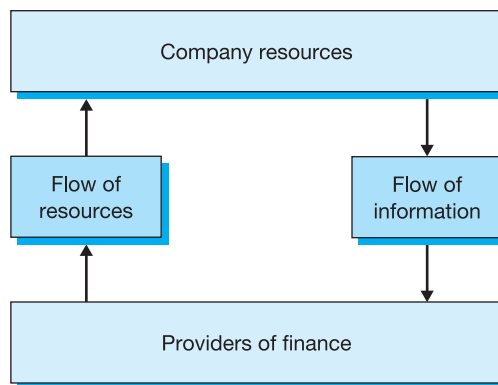 Company resources
Flow of
resources
Flow of
information
Providers of finance